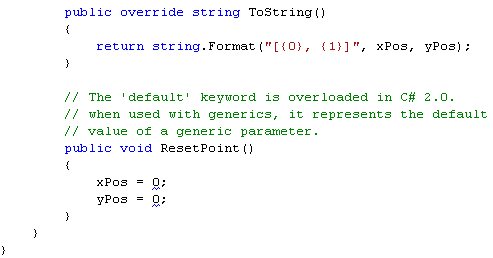 public override string ToString()
{
return string.Format("[{0}, {1}]", xPos, yPos);
}
// The 'default' keyword is overloaded in C# 2.0.
// when used with generics, it represents the default
// value of a generic parameter.
public void ResetPoint()
{
xPos = 0;
yPos = 0;
}
}
}